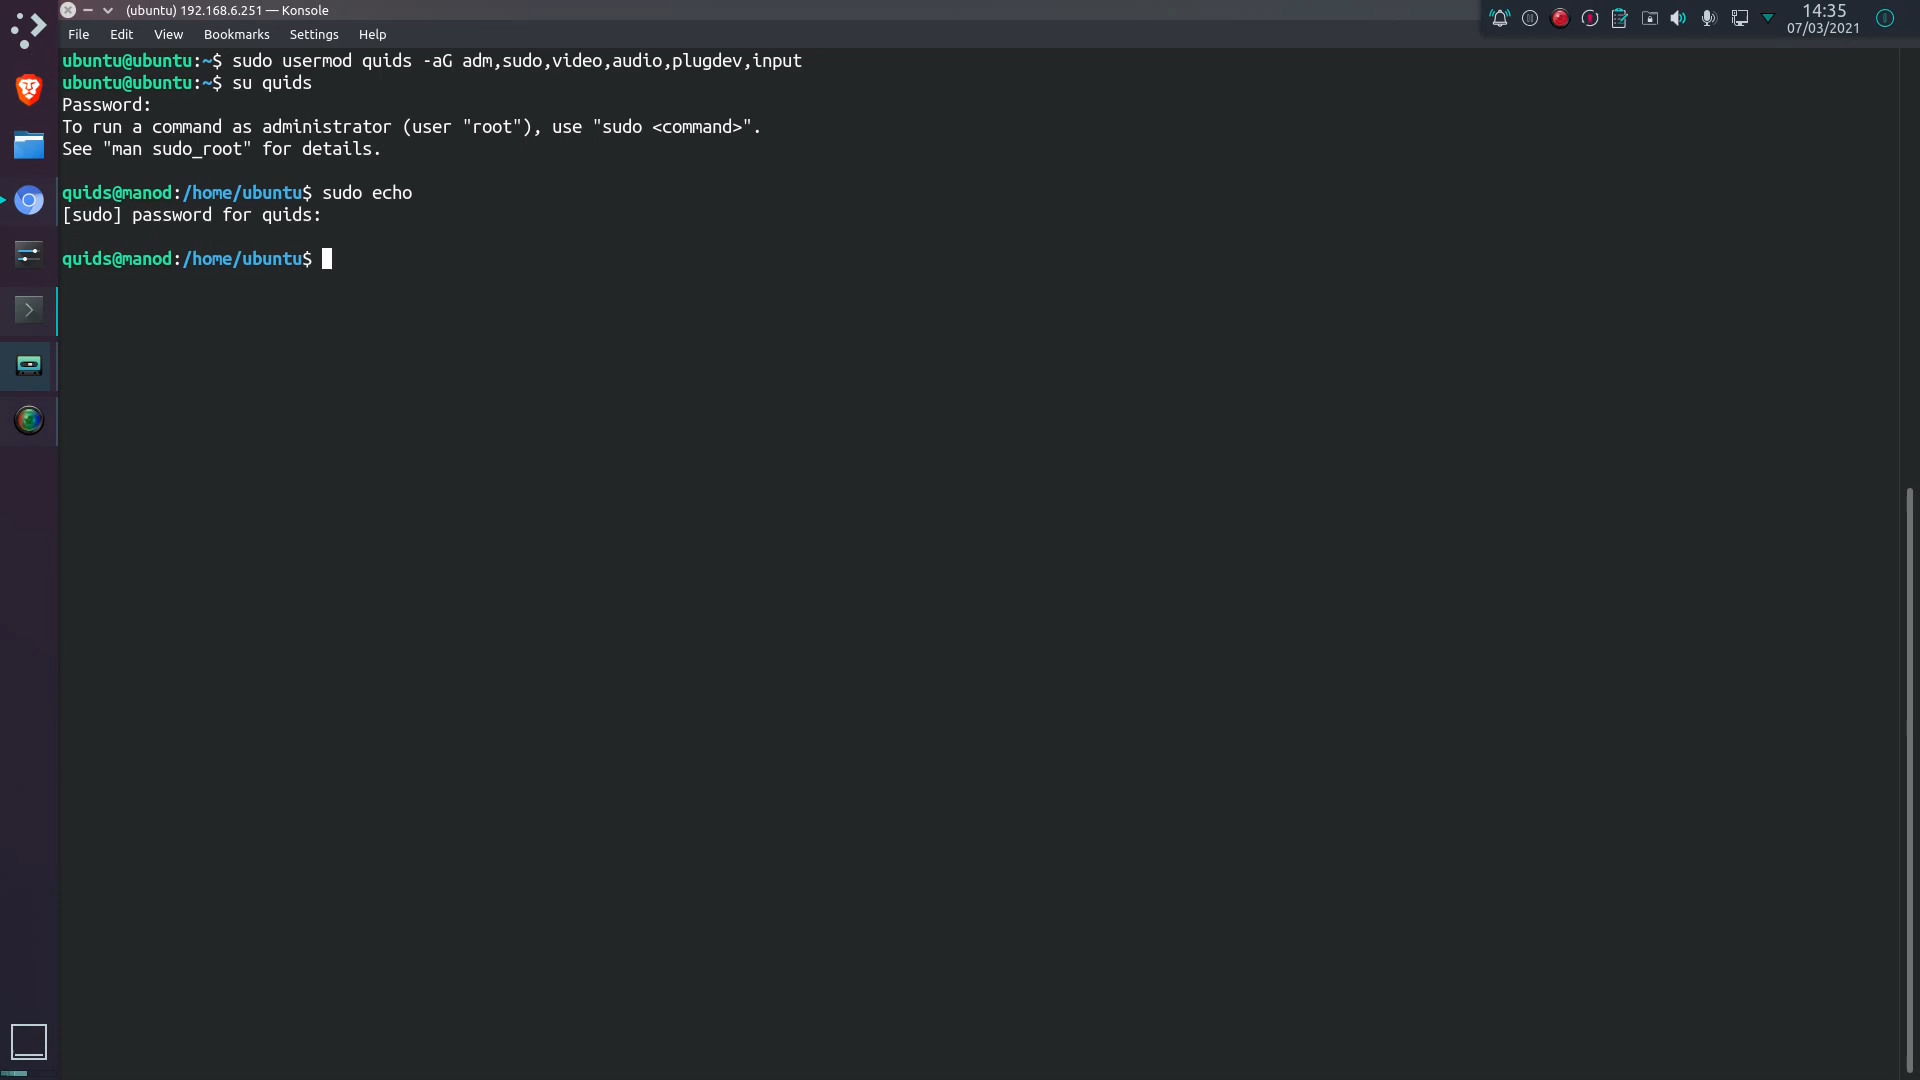 (ubuntu) 192.168.6.251 — Konsole
14:35
07/03/2021
File Edit View Bookmarks Settings Help
ubuntu@ubuntu:~$ sudo usermod quids -aG adm,sudo,video,audio,plugdev,input
ubuntu@ubuntu:~$ su quids
Password:
To run a command as administrator (user "root"), use "sudo <command>".
See "man sudo_root" for details.
quids@manod:/home/ubuntu$ sudo echo
[sudo] password for quids:
quids@manod:/home/ubuntu$